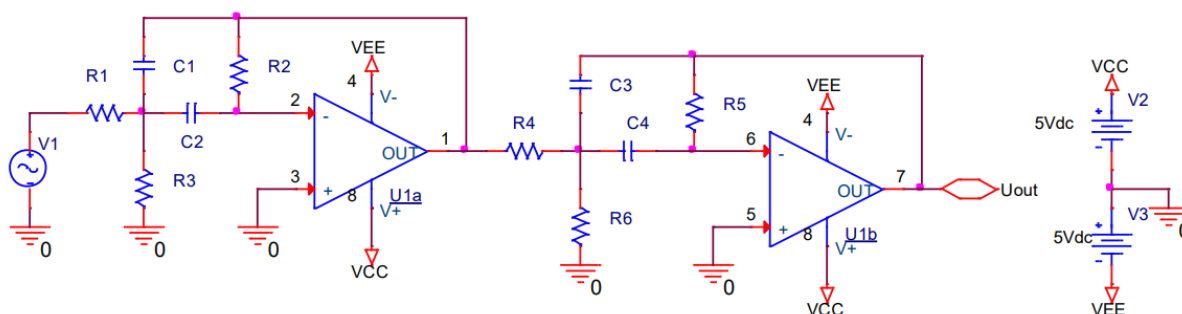 VEE
R1
C1
R2
4
V-
2
-
V1
C2
OUT
1
R3
3
+
8
U1a
V+
0
0
0
VCC
VEE
C3
R5
4
V-
R4
C4
6
-
OUT
7
Uout
R6
5
+
8
U1b
V+
0
0
VCC
VCC
+
V2
5Vdc
-
V3
+
0
5Vdc
-
VEE